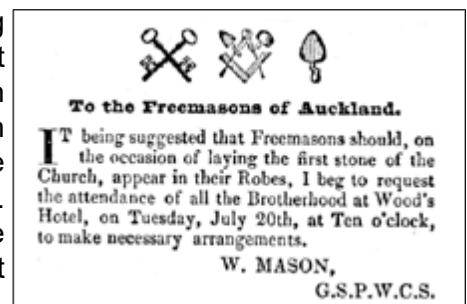 g
t
n
n
e
.
e
t
To the Freemasons of Auckland.
IT being suggested that Freemasons should, on
the occasion of laying the first stone of the
Church, appear in their Robes, I beg to request
the attendance of all the Brotherhood at Wood's
Hotel, on Tuesday, July 20th, at Ten o'clock,
to make necessary arrangements.
W. MASON,
G.S.P.W.C.S.